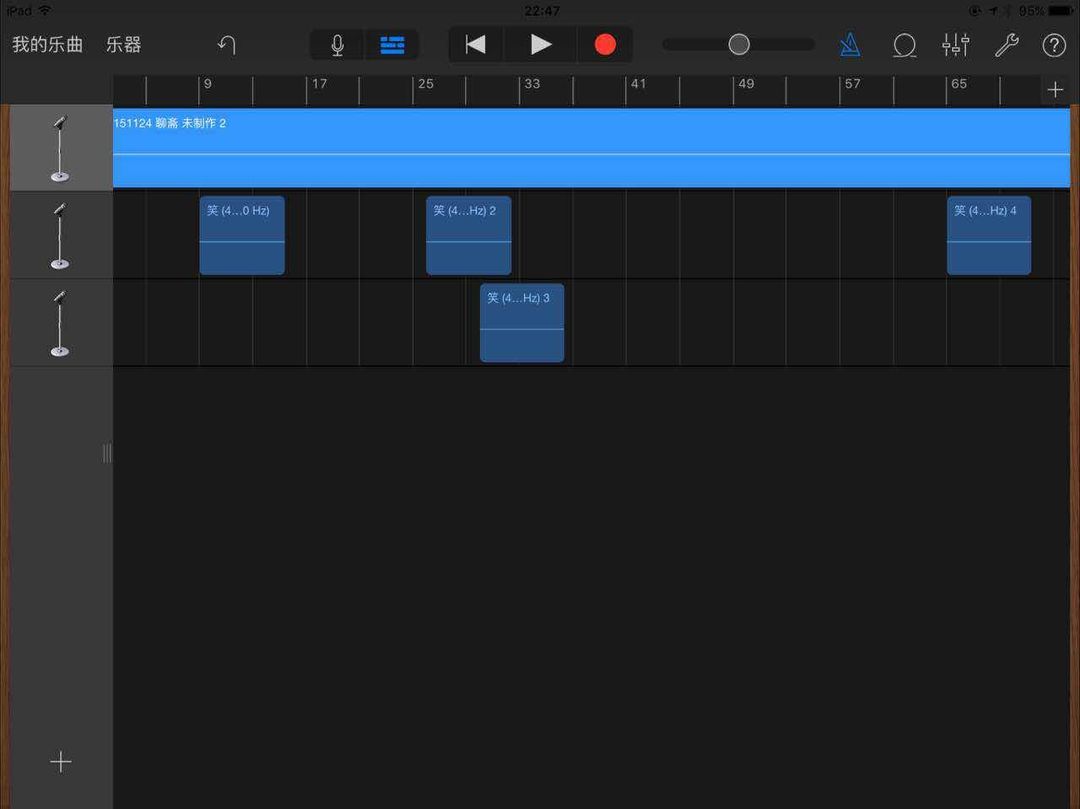 iPad 22:47 95%
我的乐曲 乐器
9 17 25 33 41 49 57 65
151124 聊斋 未制作 2
笑 (4...0 Hz) 笑 (4...Hz) 2 笑 (4...Hz) 4
笑 (4...Hz) 3